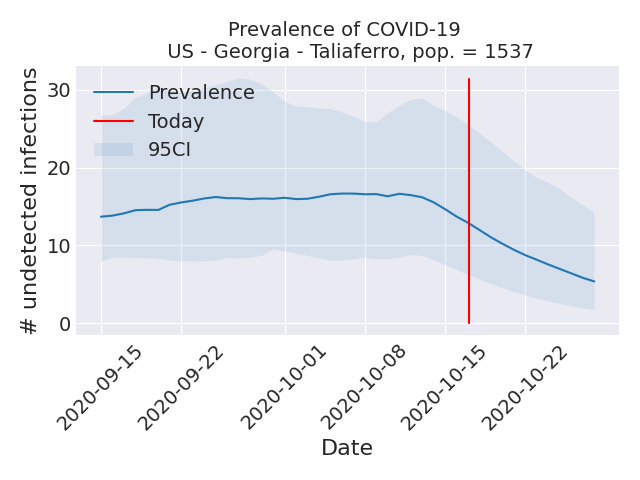 Prevalence of COVID-19
US - Georgia - Taliaferro, pop. = 1537
# undetected infections
30
20
10
0
Prevalence
Today
95CI
2020-09-15
2020-09-22
2020-10-01
2020-10-08
2020-10-15
2020-10-22
Date